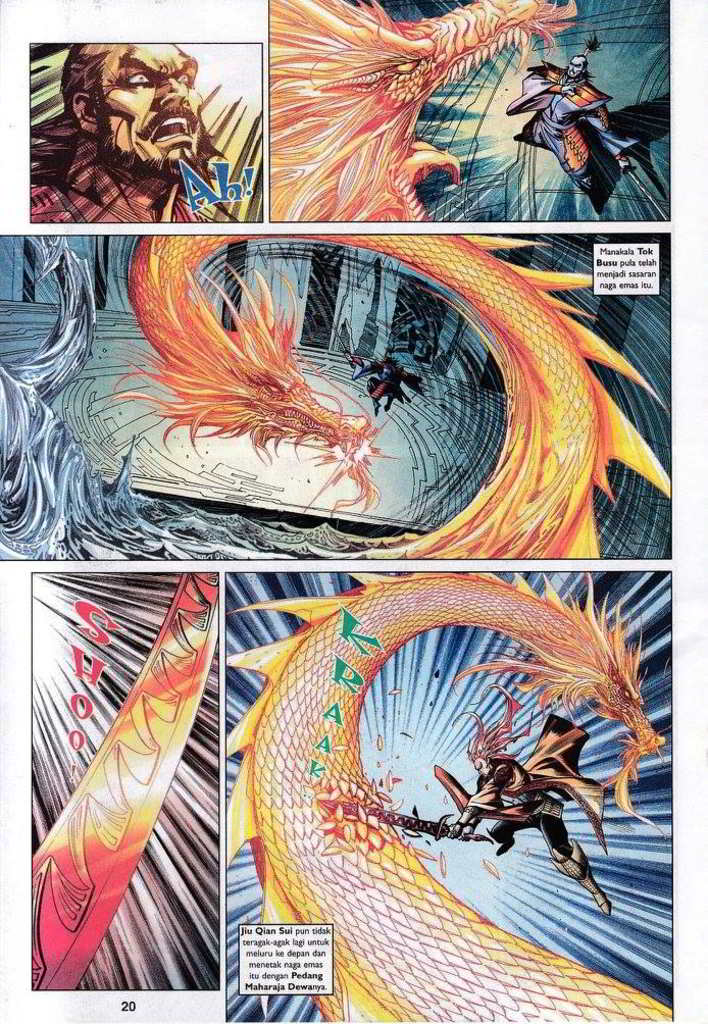 Ah!
Manakala Tok
Busu pula telah
menjadi sasaran
naga emas itu.
SHOO!
KRAAAK
Jiu Qian Sui pun tidak
teragak-agak lagi untuk
meluru ke depan dan
menetak naga emas
itu dengan Pedang
Maharaja Dewanya.
20